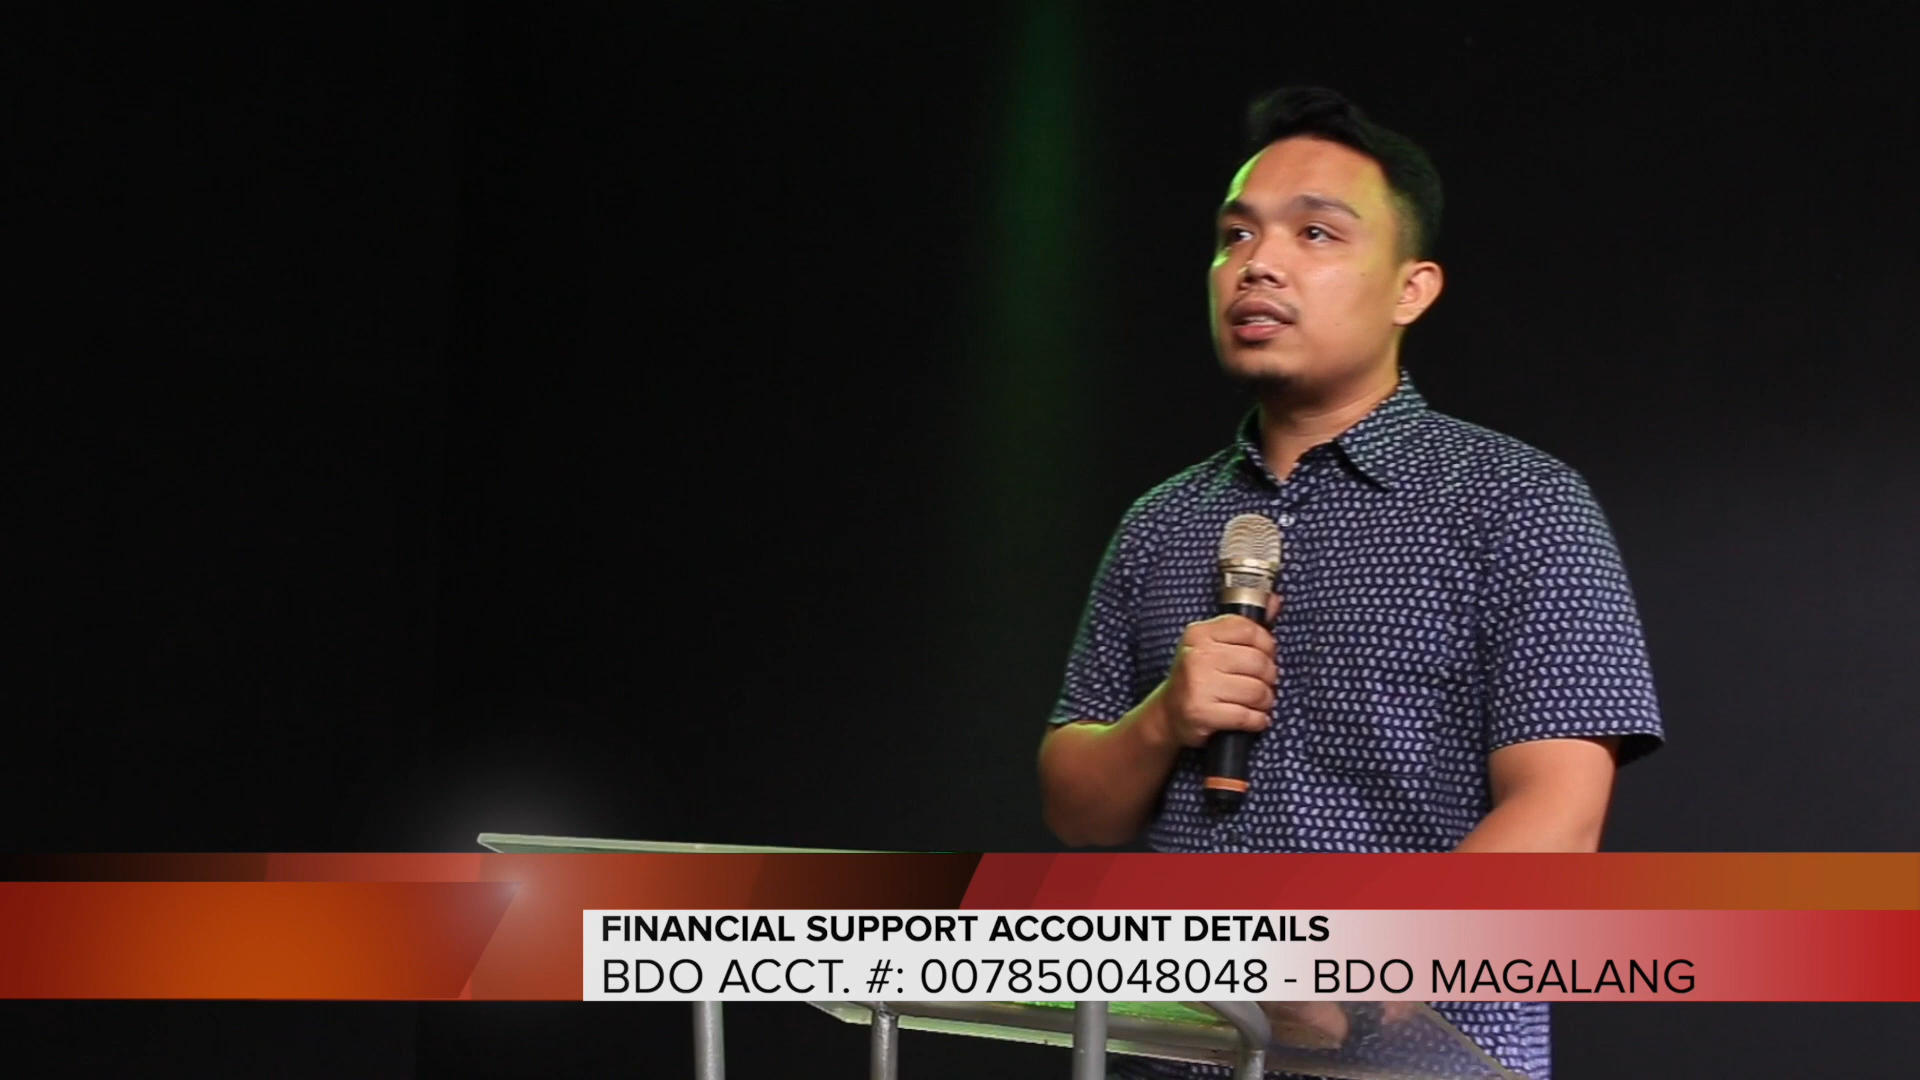 FINANCIAL SUPPORT ACCOUNT DETAILS
BDO ACCT. #: 007850048048 - BDO MAGALANG